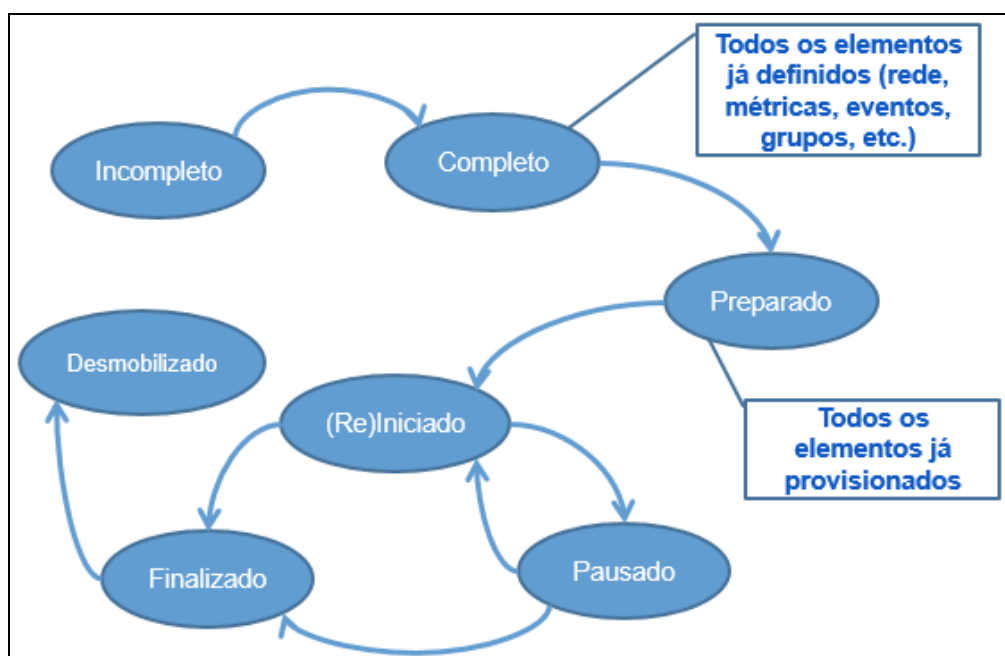 Todos os elementos
já definidos (rede,
métricas, eventos,
grupos, etc.)
Incompleto
Completo
Preparado
Desmobilizado
(Re)Iniciado
Todos os
elementos já
provisionados
Finalizado
Pausado